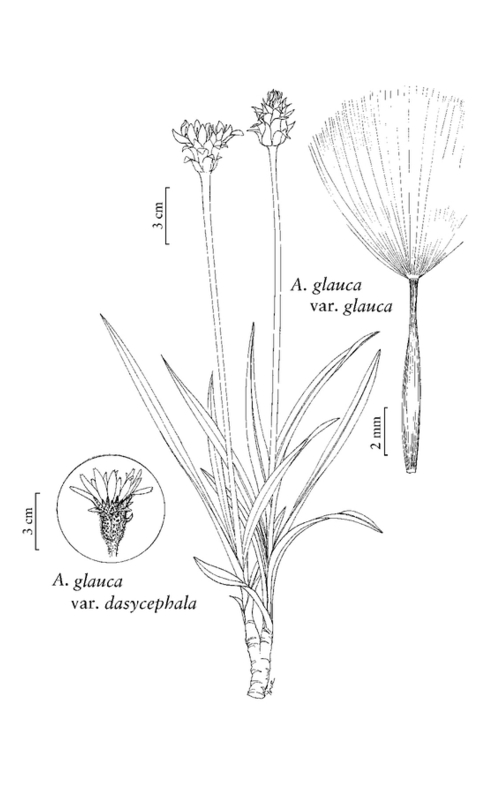 3 cm
A. glauca
var. glauca
2 mm
3 cm
A. glauca
var. dasycephala